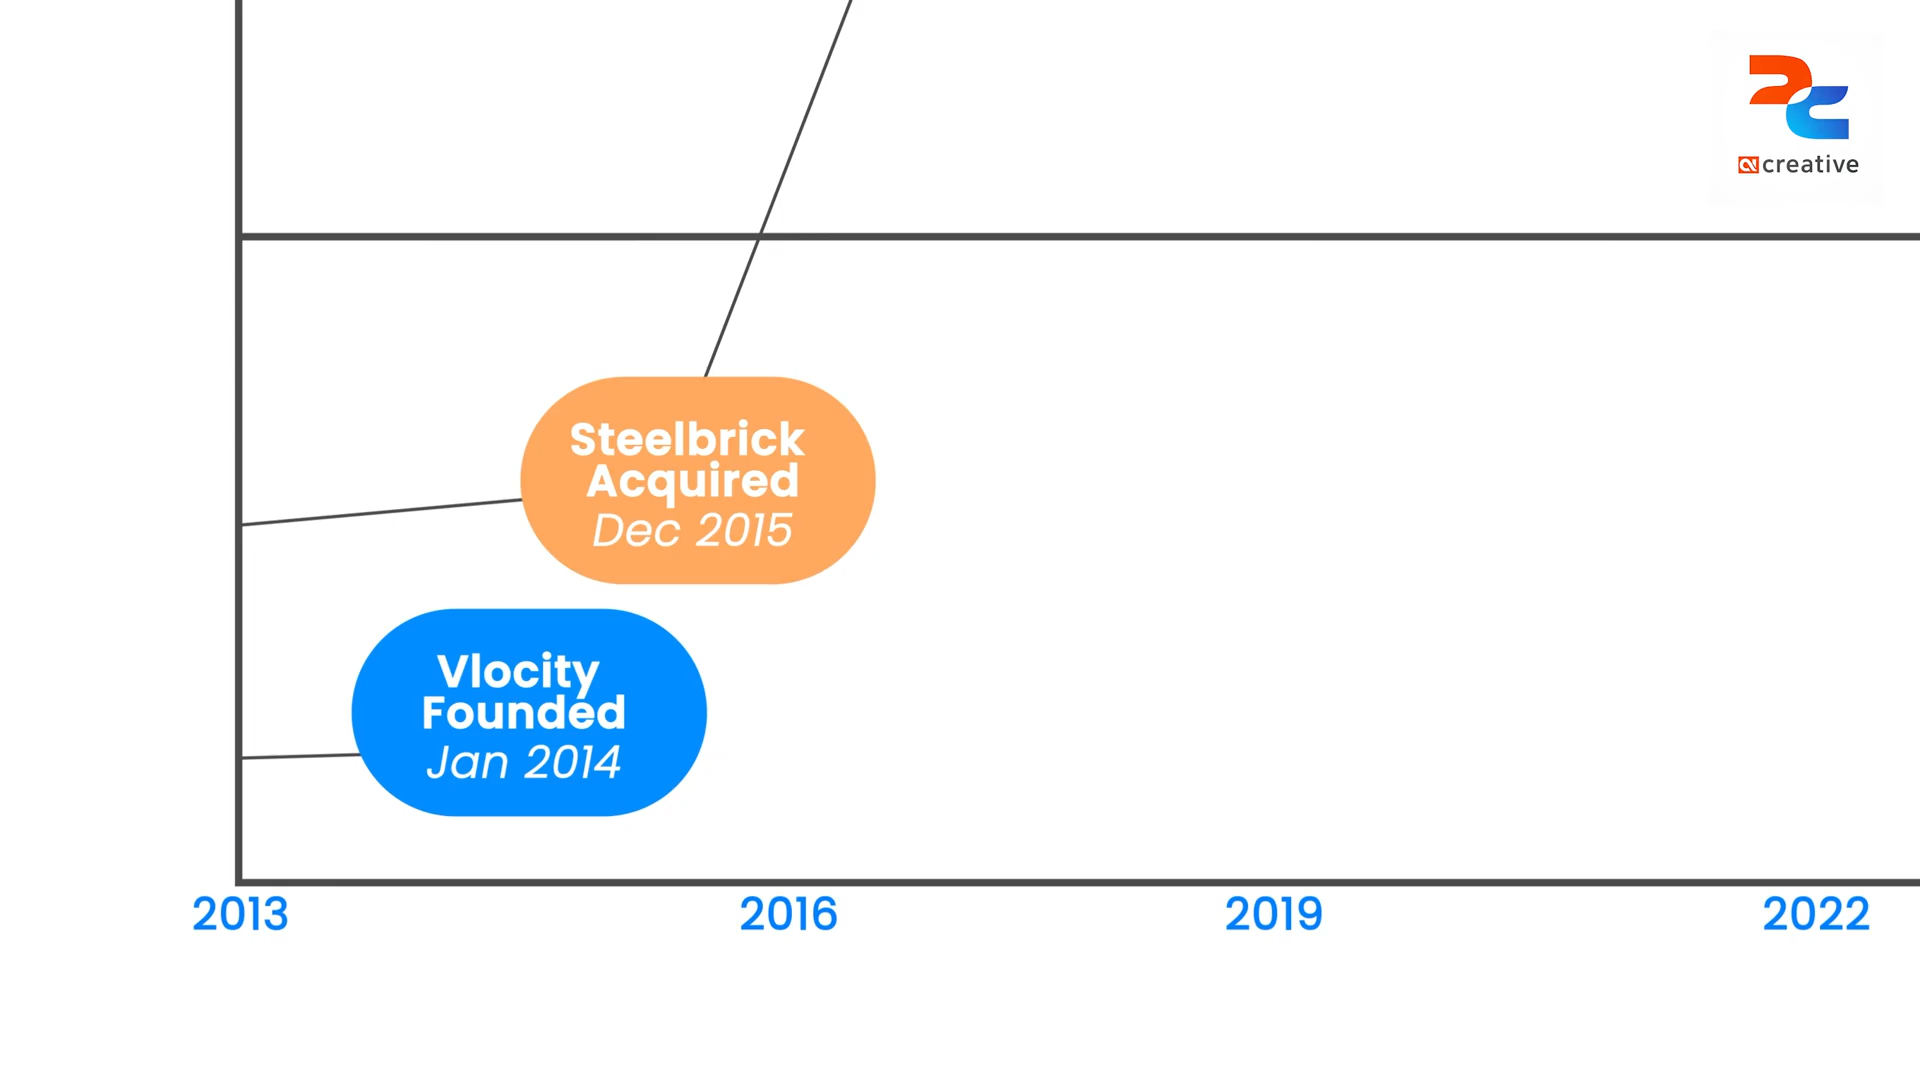 creative
Steelbrick
Acquired
Dec 2015
Vlocity
Founded
Jan 2014
2013
2016
2019
2022